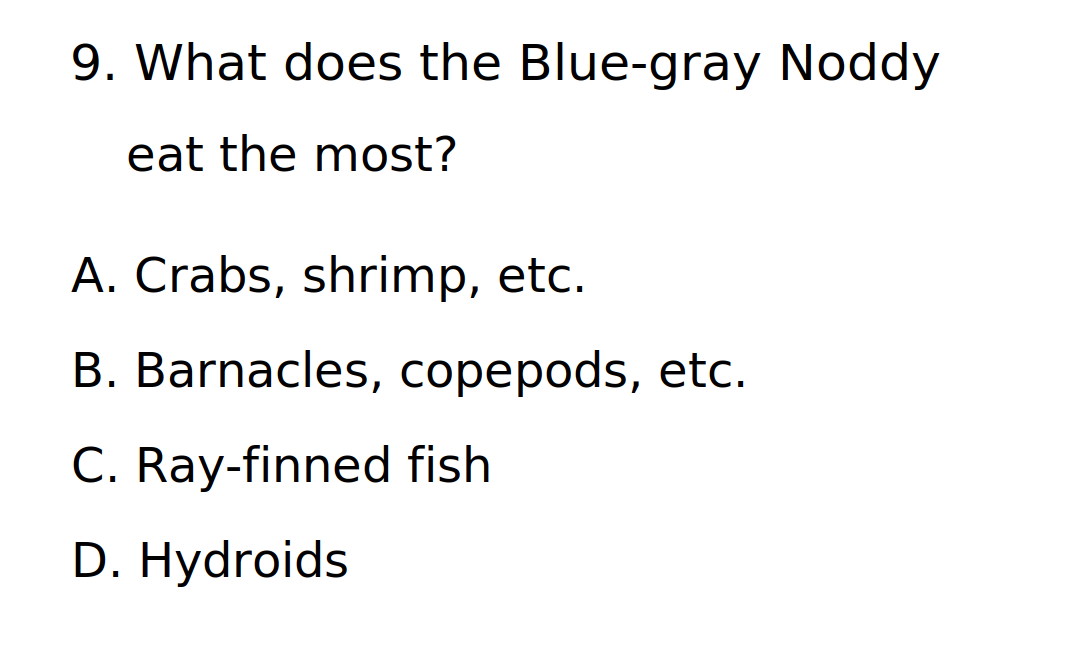 9. What does the Blue-gray Noddy
eat the most?
A. Crabs, shrimp, etc.
B. Barnacles, copepods, etc.
C. Ray-finned fish
D. Hydroids